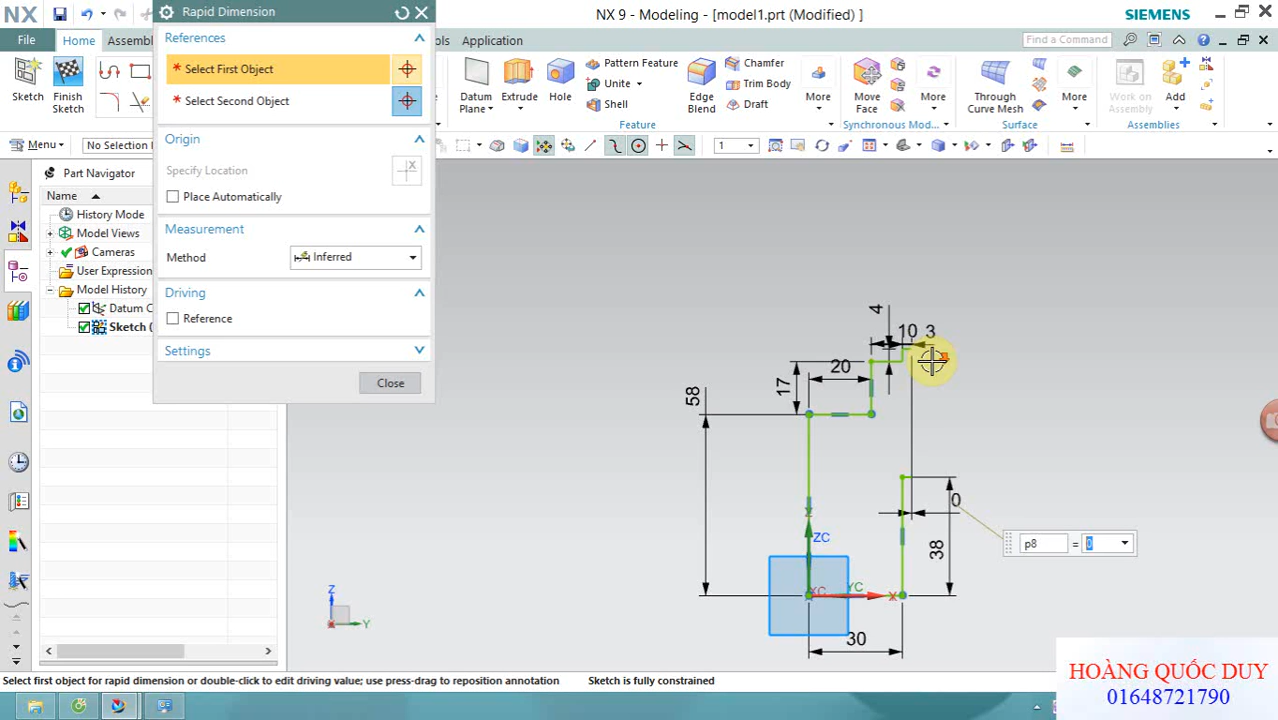 NX
Rapid Dimension
NX 9 - Modeling - [model1.prt (Modified) ]
SIEMENS
File
Home
Assemb
ols
Application
Find a Command
References
* Select First Object
* Select Second Object
Origin
Specify Location
Place Automatically
Measurement
Method
Inferred
Driving
Reference
Settings
Close
Sketch
Finish
Sketch
Datum
Plane
Extrude
Hole
Pattern Feature
Unite
Shell
Edge
Blend
Chamfer
Trim Body
Draft
More
Feature
Move
Face
More
Synchronous Mod...
Through
Curve Mesh
More
Surface
Work on
Assembly
Add
Assemblies
Menu
No Selection
1
Part Navigator
Name
History Mode
Model Views
Cameras
User Expression
Model History
Datum C
Sketch (
4
10
3
20
17
58
0
38
30
ZC
Z
XC
YC
X
p8
=
0
Z
Y
Select first object for rapid dimension or double-click to edit driving value; use press-drag to reposition annotation
Sketch is fully constrained
HOÀNG QUỐC DUY
01648721790